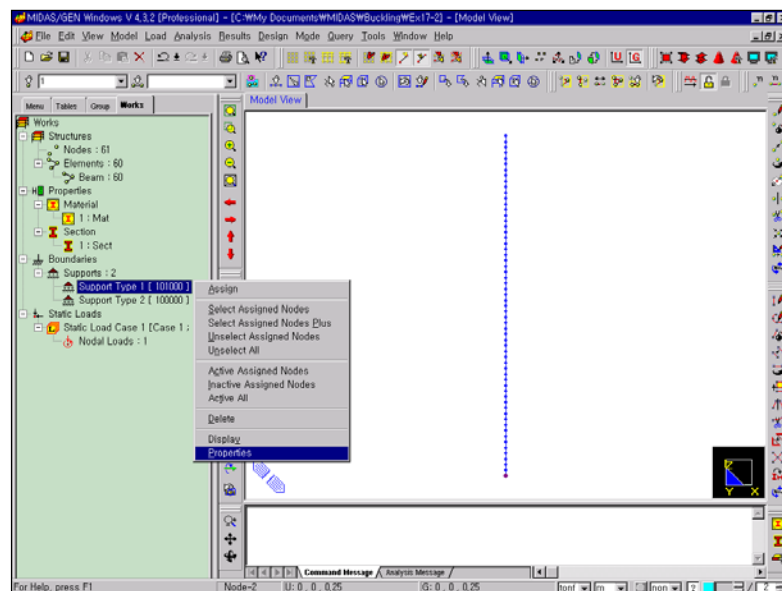 MIDAS/GEN Windows V 4,3,2 [Professional] - [C:₩My Documents₩MIDAS₩Buckling₩Ex17-2] - [Model View]
File Edit View Model Load Analysis Results Design Mode Query Tools Window Help
1
Menu Tables Group Works
Model View
Works
Structures
Nodes : 61
Elements : 60
Beam : 60
Properties
Material
1 : Mat
Section
1 : Sect
Boundaries
Supports : 2
Support Type 1 [ 101000 ]
Support Type 2 [ 100000 ]
Static Loads
Static Load Case 1 [Case 1 ;
Nodal Loads : 1
Assign
Select Assigned Nodes
Select Assigned Nodes Plus
Unselect Assigned Nodes
Unselect All
Active Assigned Nodes
Inactive Assigned Nodes
Active All
Delete
Display
Properties
Z
Y X
Command Message Analysis Message
For Help, press F1
Node-2 U: 0 , 0 , 0,25 G: 0 , 0 , 0,25 tonf m non ? 2